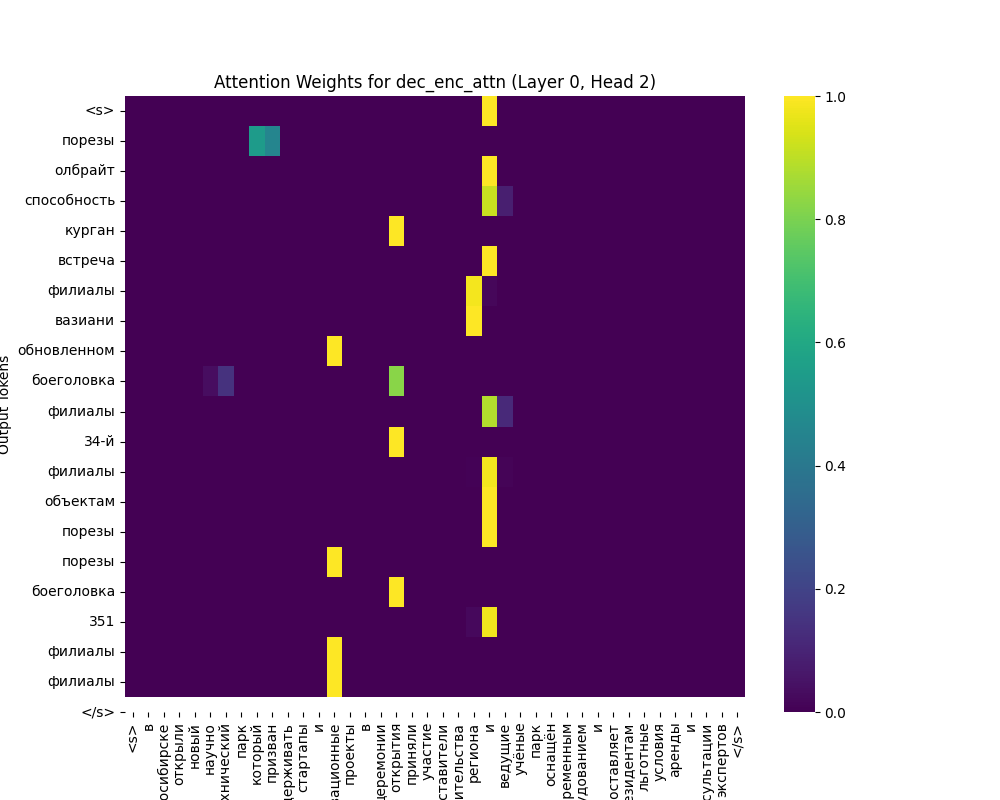 Attention Weights for dec_enc_attn (Layer 0, Head 2)
<s>
порезы
олбрайт
способность
курган
встреча
филиалы
вазиани
обновленном
боеголовка
филиалы
34-й
филиалы
объектам
порезы
порезы
боеголовка
351
филиалы
филиалы
</s>
Output Tokens
<s>
в
осибирске
открыли
новый
научно
хнический
парк
который
призван
держивать
стартапы
и
зационные
проекты
в
церемонии
открытия
приняли
участие
ставители
ительства
региона
и
ведущие
учёные
парк
оснащён
ременным
удованием
и
оставляет
езидентам
льготные
условия
аренды
и
сультации
экспертов
</s>
1.0
0.8
0.6
0.4
0.2
0.0